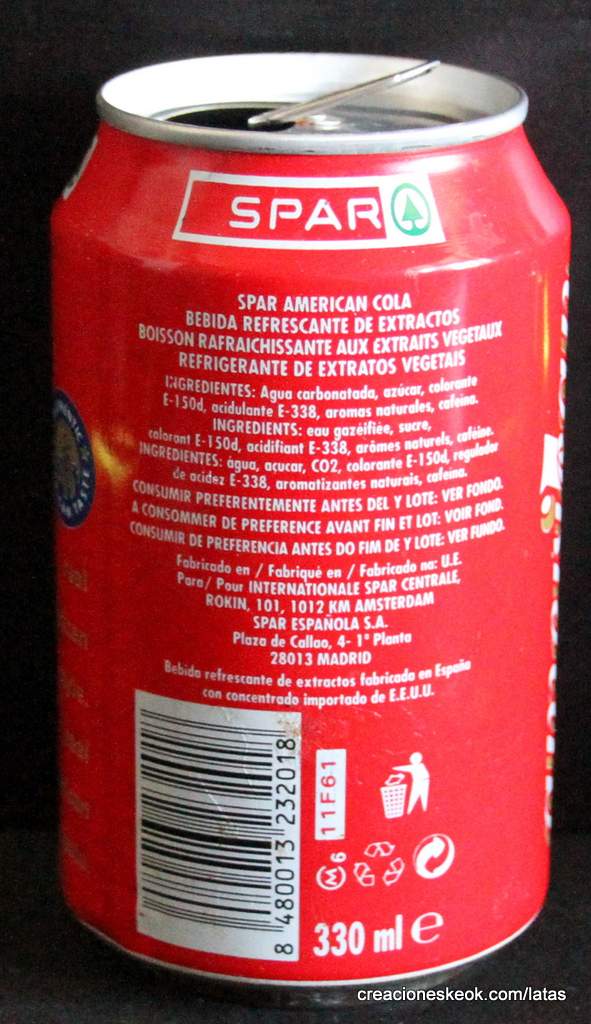 SPAR
SPAR AMERICAN COLA
BEBIDA REFRESCANTE DE EXTRACTOS
BOISSON RAFRAICHISSANTE AUX EXTRAITS VEGETAUX
REFRIGERANTE DE EXTRATOS VEGETAIS
INGREDIENTES: Agua carbonatada, azúcar, colorante
E-150d, acidulante E-338, aromas naturales, cafeína.
INGREDIENTS: eau gazéifiée, sucre,
colorant E-150d, acidifiant E-338, arômes naturels, caféine.
INGREDIENTES: água, açucar, CO2, colorante E-150d, regulador
de acidez E-338, aromatizantes naturais, cafeina.
CONSUMIR PREFERENTEMENTE ANTES DEL Y LOTE: VER FONDO.
A CONSOMMER DE PREFERENCE AVANT FIN ET LOT: VOIR FOND.
CONSUMIR DE PREFERENCIA ANTES DO FIM DE Y LOTE: VER FUNDO.
Fabricado en / Fabriqué en / Fabricado na: U.E.
Para/ Pour INTERNATIONALE SPAR CENTRALE,
ROKIN, 101, 1012 KM AMSTERDAM
SPAR ESPAÑOLA S.A.
Plaza de Callao, 4- 1° Planta
28013 MADRID
Bebida refrescante de extractos fabricada en España
con concentrado importado de E.E.U.U.
8 480013 232018
11F61
M 6
330 ml e
creacioneskeok.com/latas